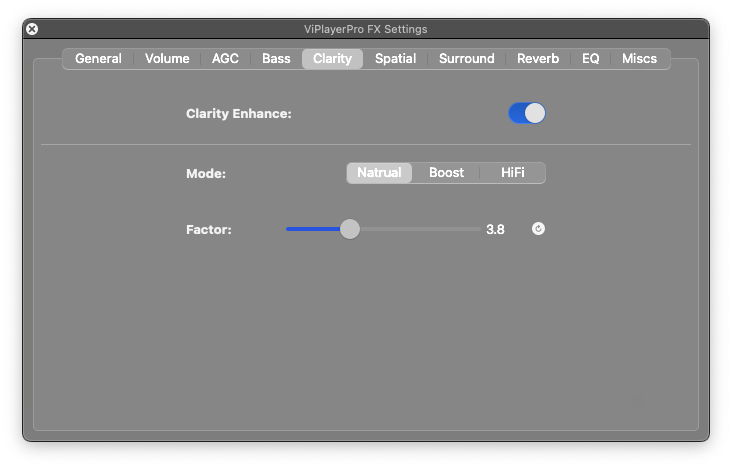 ViPlayerPro FX Settings
General Volume AGC Bass Clarity Spatial Surround Reverb EQ Miscs
Clarity Enhance:
Mode: Natrual Boost HiFi
Factor: 3.8